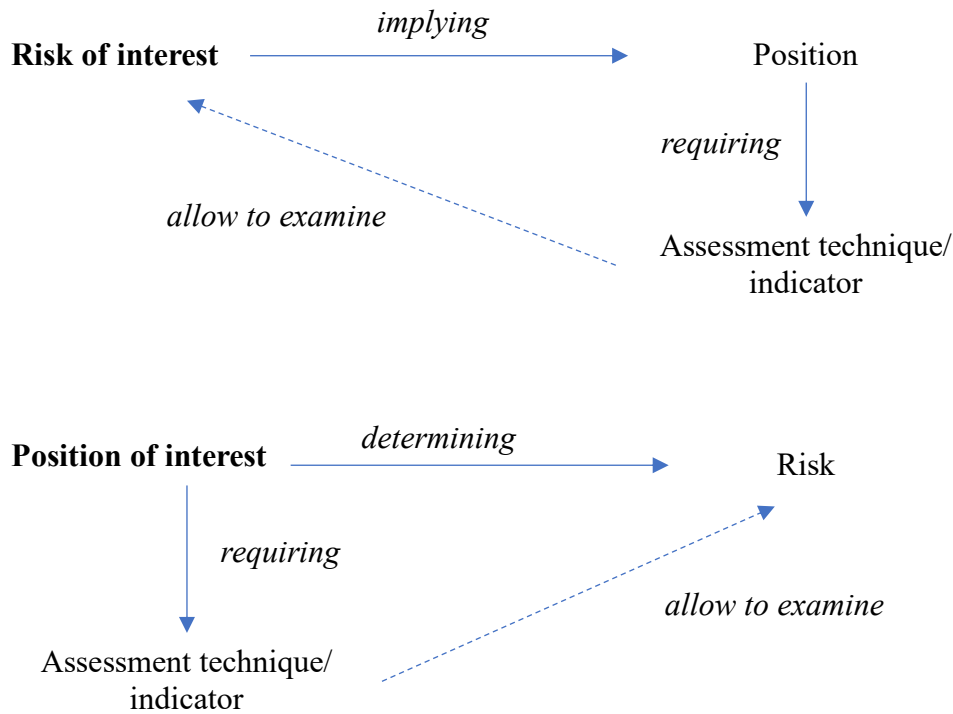 implying
Risk of interest
Position
requiring
allow to examine
Assessment technique/
indicator
determining
Position of interest
Risk
requiring
allow to examine
Assessment technique/
indicator